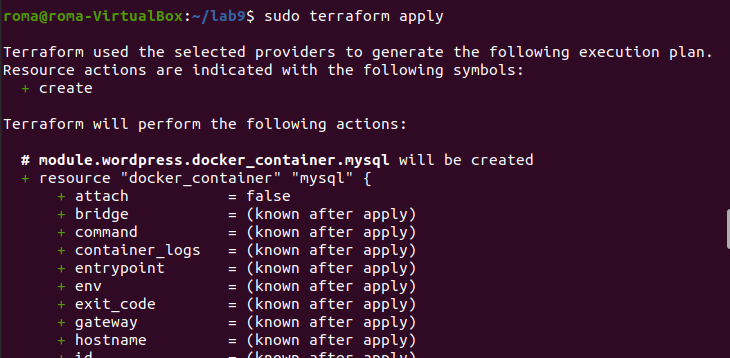 roma@roma-VirtualBox:~/lab9$ sudo terraform apply
Terraform used the selected providers to generate the following execution plan.
Resource actions are indicated with the following symbols:
+ create
Terraform will perform the following actions:
# module.wordpress.docker_container.mysql will be created
+ resource "docker_container" "mysql" {
+ attach = false
+ bridge = (known after apply)
+ command = (known after apply)
+ container_logs = (known after apply)
+ entrypoint = (known after apply)
+ env = (known after apply)
+ exit_code = (known after apply)
+ gateway = (known after apply)
+ hostname = (known after apply)
+ id = (known after apply)